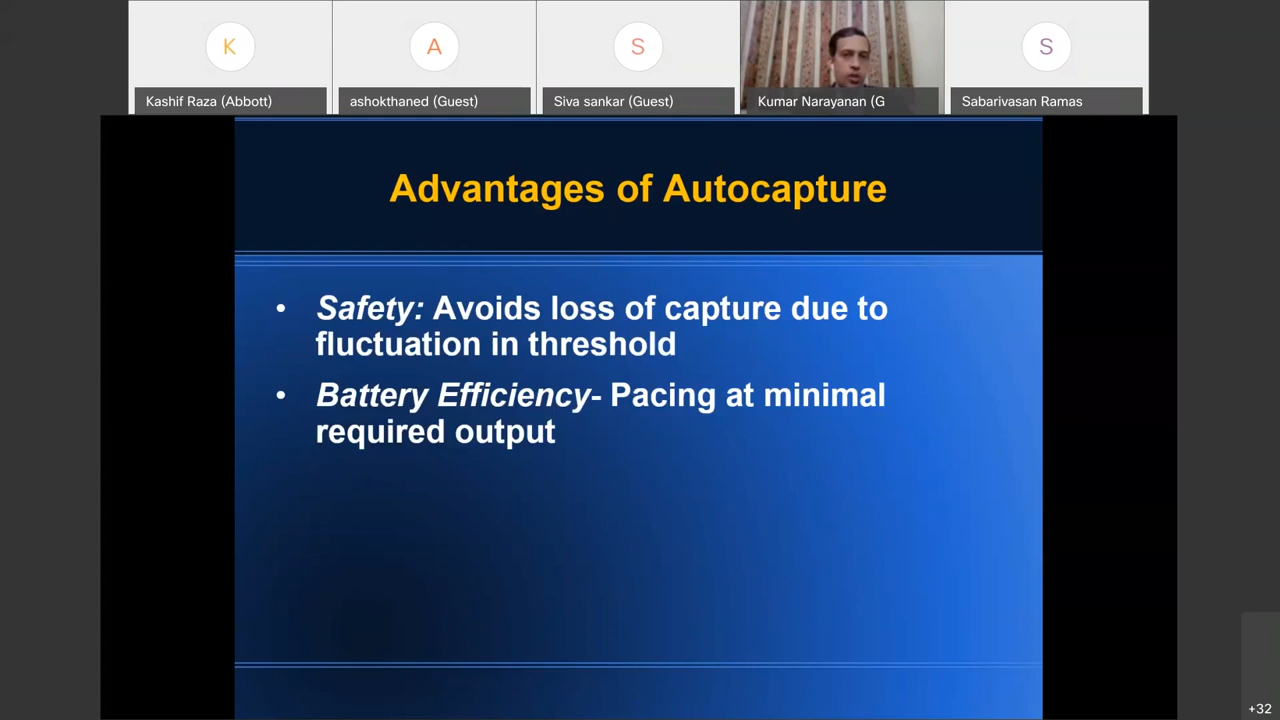 K
A
S
S
Kashif Raza (Abbott)
ashokthaned (Guest)
Siva sankar (Guest)
Kumar Narayanan (G
Sabarivasan Ramas
Advantages of Autocapture
• Safety: Avoids loss of capture due to
fluctuation in threshold
• Battery Efficiency- Pacing at minimal
required output
+32